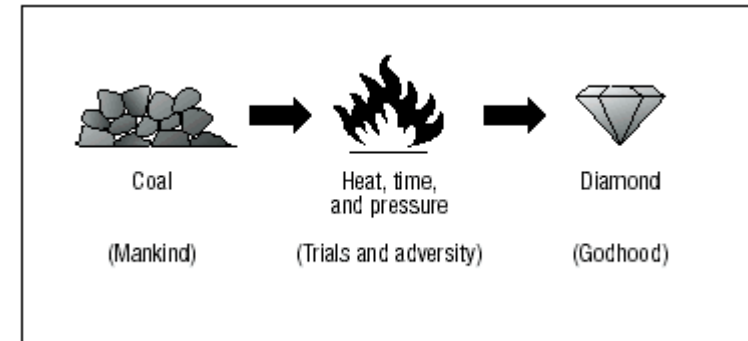 Coal
Heat, time,
and pressure
Diamond
(Mankind)
(Trials and adversity)
(Godhood)